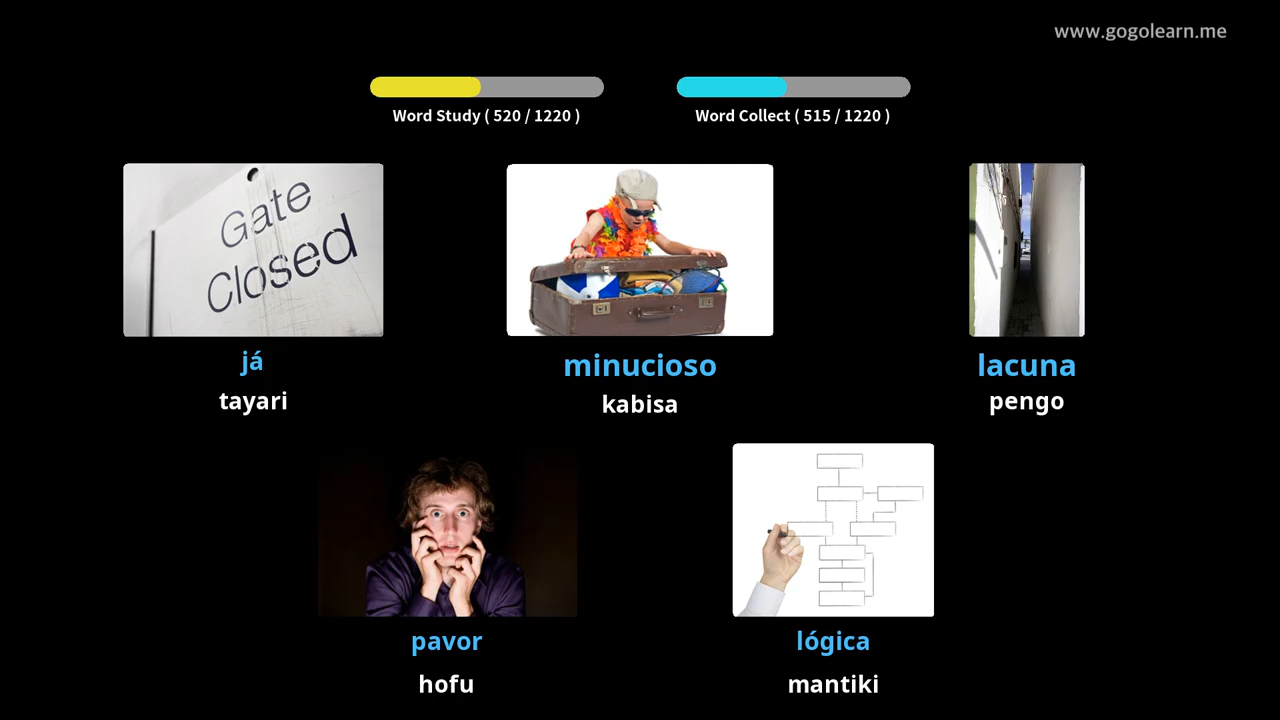 www.gogolearn.me
Word Study ( 520 / 1220 )
Word Collect ( 515 / 1220 )
Gate
Closed
já
minucioso
lacuna
tayari
kabisa
pengo
pavor
lógica
hofu
mantiki